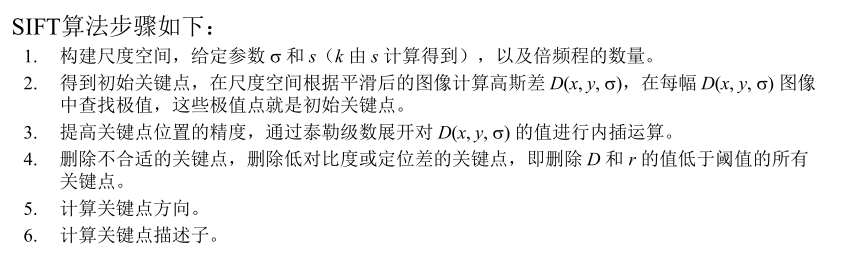 SIFT算法步骤如下：
1. 构建尺度空间，给定参数 σ 和 s（k 由 s 计算得到），以及倍频程的数量。
2. 得到初始关键点，在尺度空间根据平滑后的图像计算高斯差 D(x, y, σ)，在每幅 D(x, y, σ) 图像
中查找极值，这些极值点就是初始关键点。
3. 提高关键点位置的精度，通过泰勒级数展开对 D(x, y, σ) 的值进行内插运算。
4. 删除不合适的关键点，删除低对比度或定位差的关键点，即删除 D 和 r 的值低于阈值的所有
关键点。
5. 计算关键点方向。
6. 计算关键点描述子。